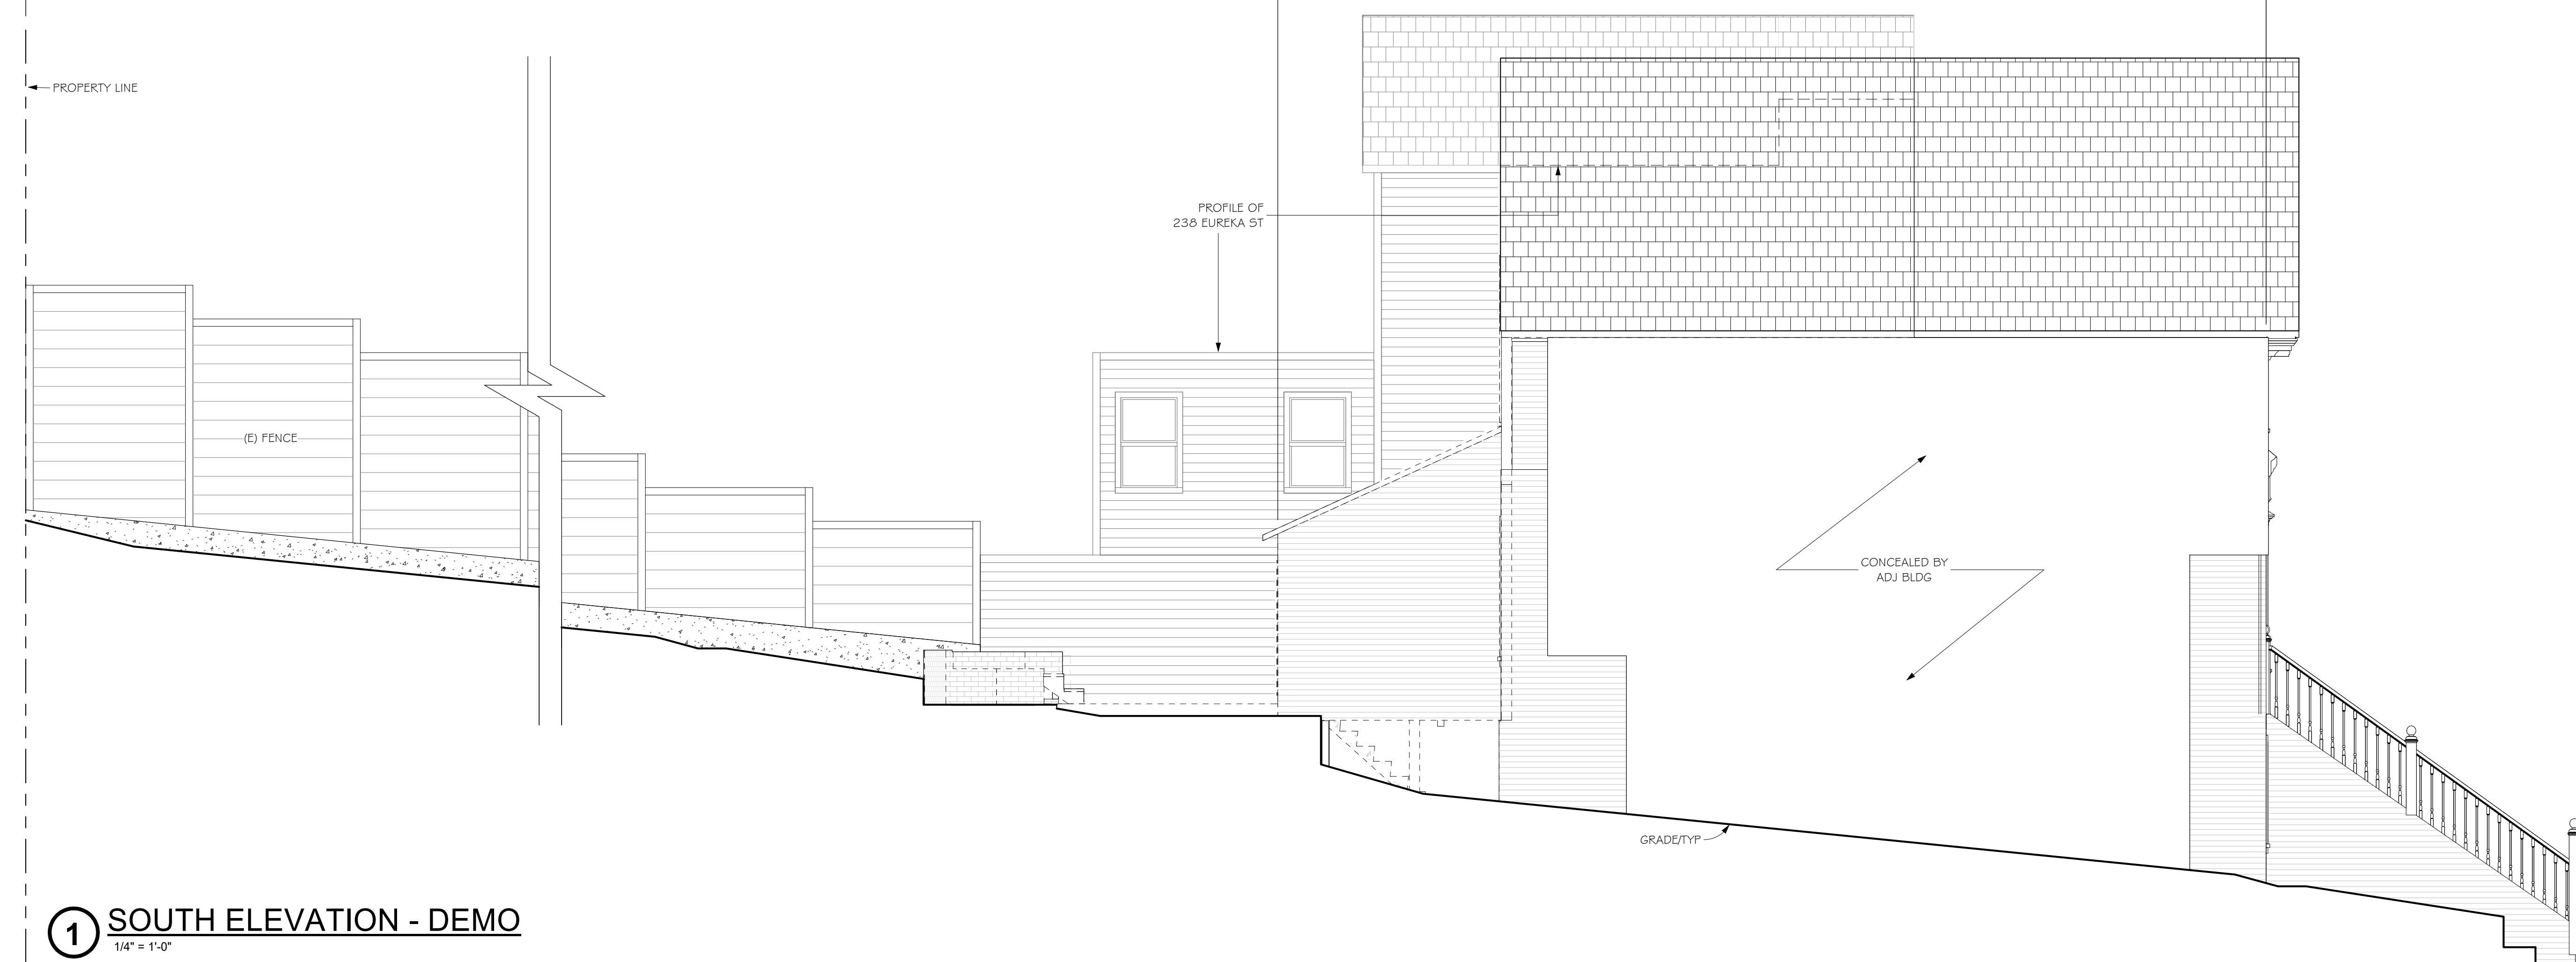 PROPERTY LINE
PROFILE OF
238 EUREKA ST
(E) FENCE
CONCEALED BY
ADJ BLDG
GRADE/TYP
1 SOUTH ELEVATION - DEMO
1/4" = 1'-0"